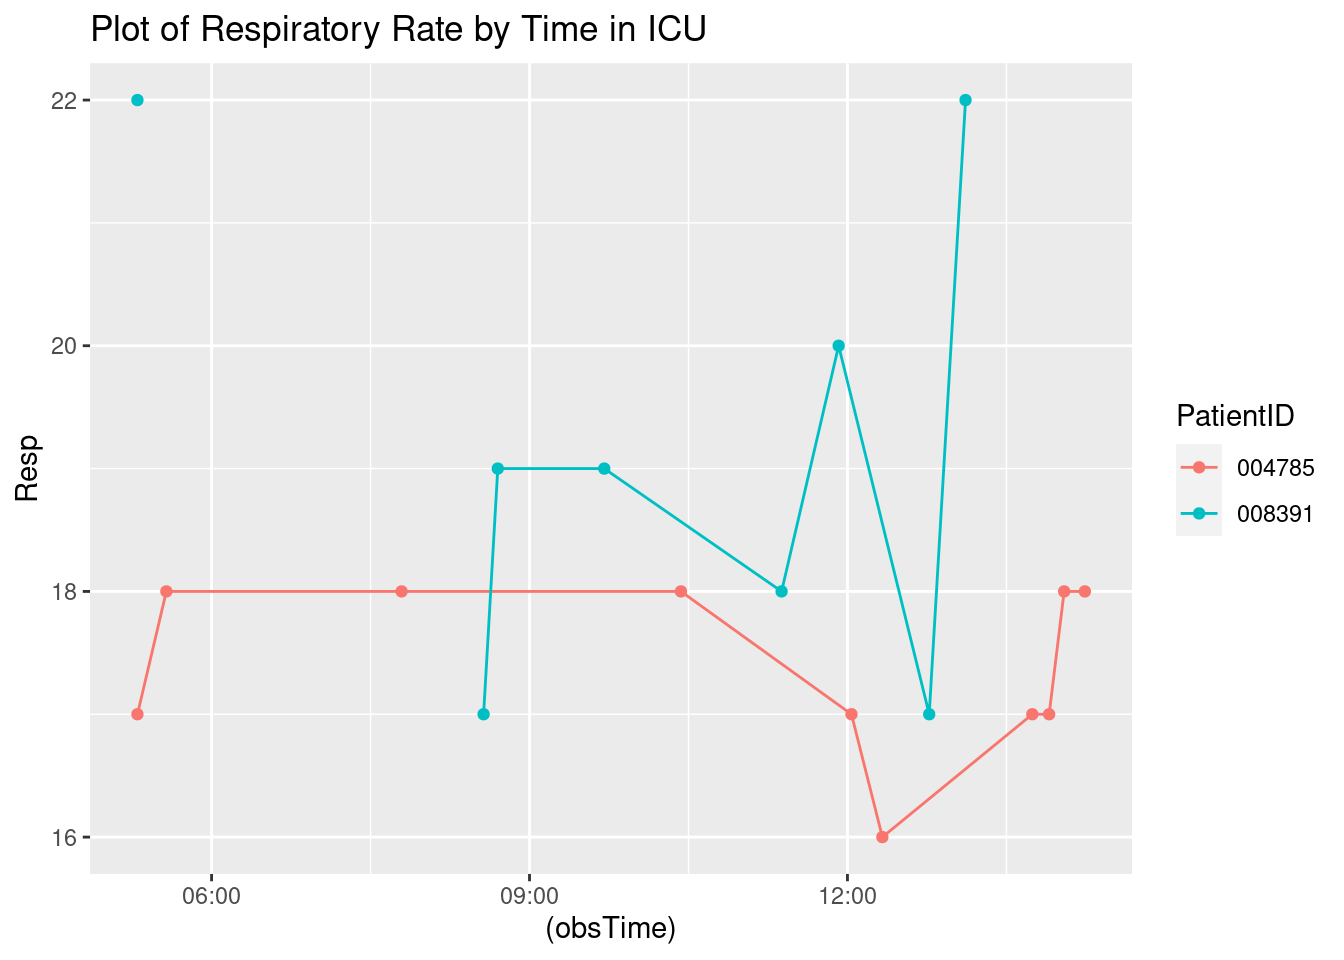 Plot of Respiratory Rate by Time in ICU
22
20
18
16
Resp
06:00 09:00 12:00
(obsTime)
PatientID
004785
008391